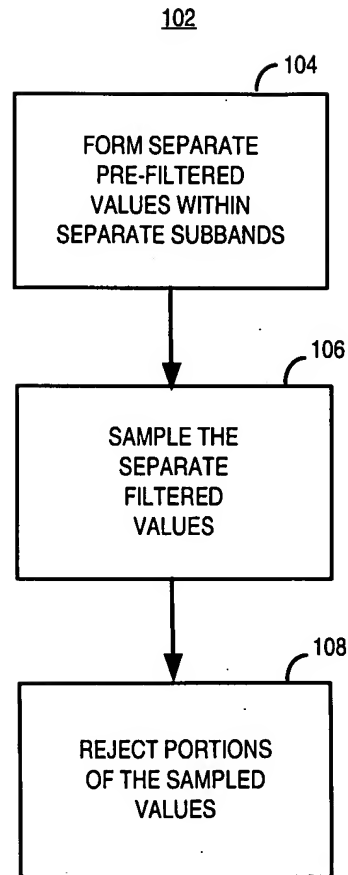 102
104
FORM SEPARATE
PRE-FILTERED
VALUES WITHIN
SEPARATE SUBBANDS
106
SAMPLE THE
SEPARATE
FILTERED
VALUES
108
REJECT PORTIONS
OF THE SAMPLED
VALUES